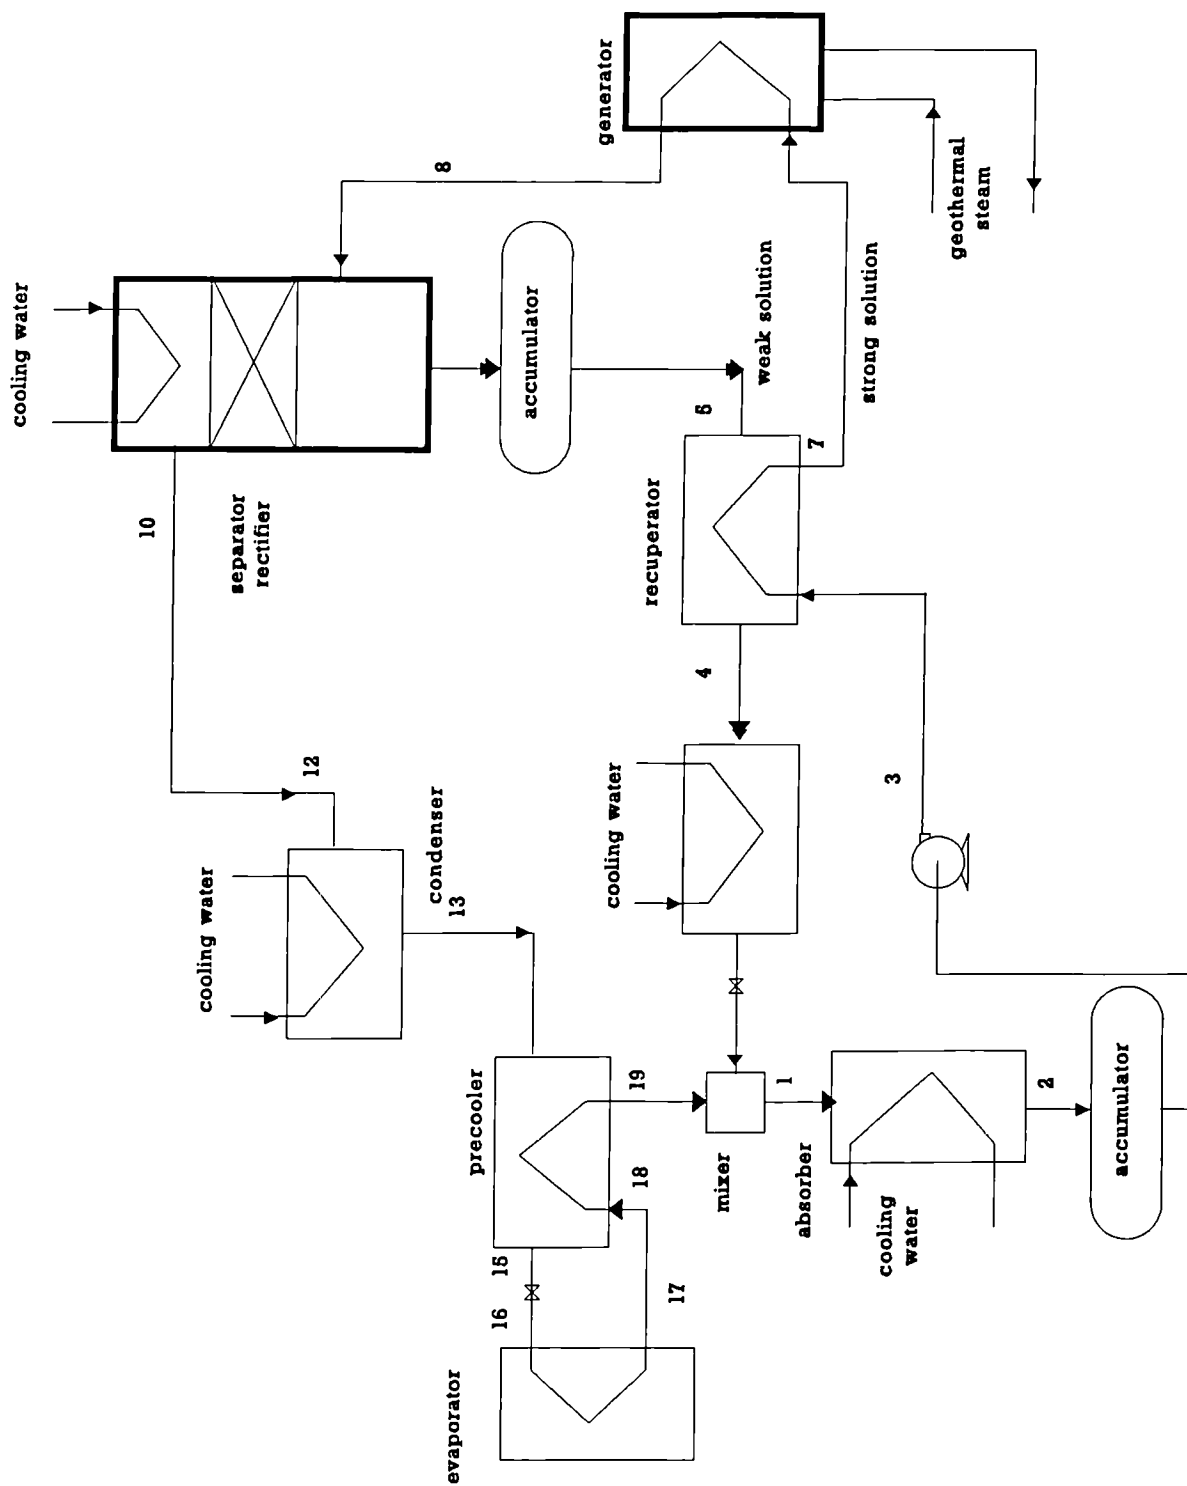 cooling water
10
cooling water
separator
rectifier
12
condenser
13
8
evaporator
precooler
16
15
accumulator
generator
cooling water
18
19
recuperator
17
4
5
mixer
weak solution
1
absorber
7
strong solution
cooling
water
3
geothermal
steam
2
accumulator